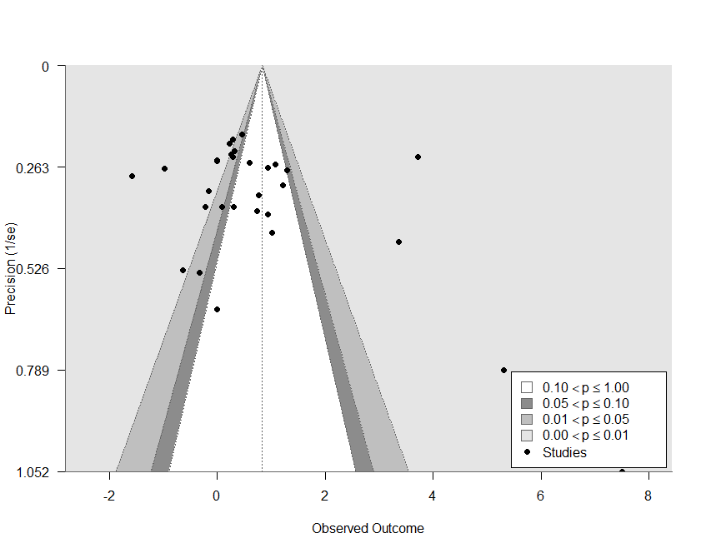 0
0.263
0.526
0.789
1.052
Precision (1/se)
-2
0
2
4
6
8
Observed Outcome
0.10 < p ≤ 1.00
0.05 < p ≤ 0.10
0.01 < p ≤ 0.05
0.00 < p ≤ 0.01
Studies